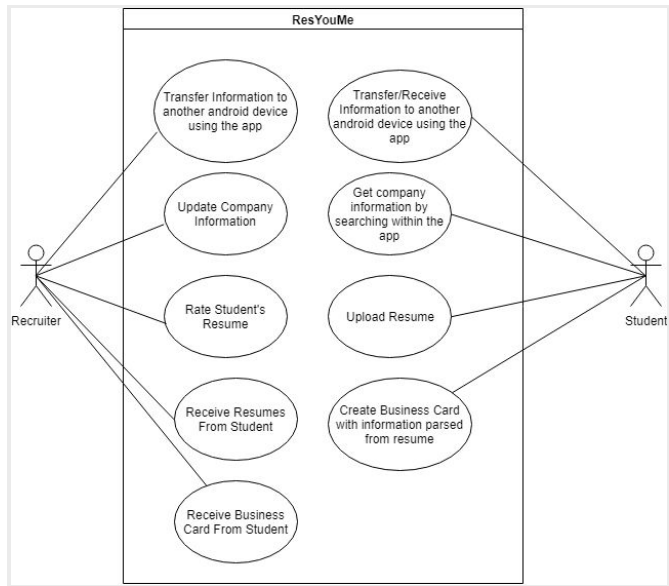 ResYouMe
Transfer Information to
another android device
using the app
Transfer/Receive
Information to another
android device using the
app
Update Company
Information
Get company
information by
searching within the
app
Recruiter
Rate Student's
Resume
Upload Resume
Student
Receive Resumes
From Student
Create Business Card
with information parsed
from resume
Receive Business
Card From Student